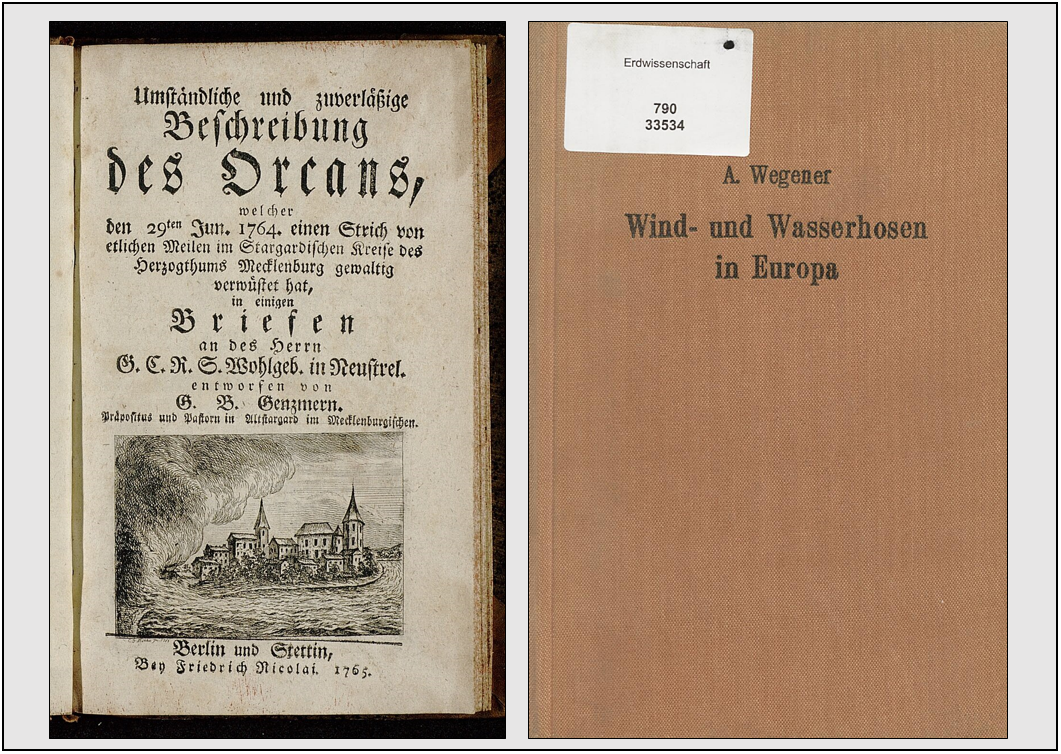 Umständliche und zuverläßige
Beschreibung
des Orcans,
welcher
den 29ten Jun. 1764. einen Strich von
etlichen Meilen im Stargardischen Kreise des
Herzogthums Mecklenburg gewaltig
verwüstet hat,
in einigen
Briefen
an des Herrn
G. C. R. S. Wohlgeb. in Neustrel.
entworfen von
G. B. Genzmern.
Präpositus und Pastorn in Altstargard im Mecklenburgischen.
Berlin und Stettin,
Bey Friedrich Nicolai. 1765.
Erdwissenschaft
790
33534
A. Wegener
Wind- und Wasserhosen
in Europa